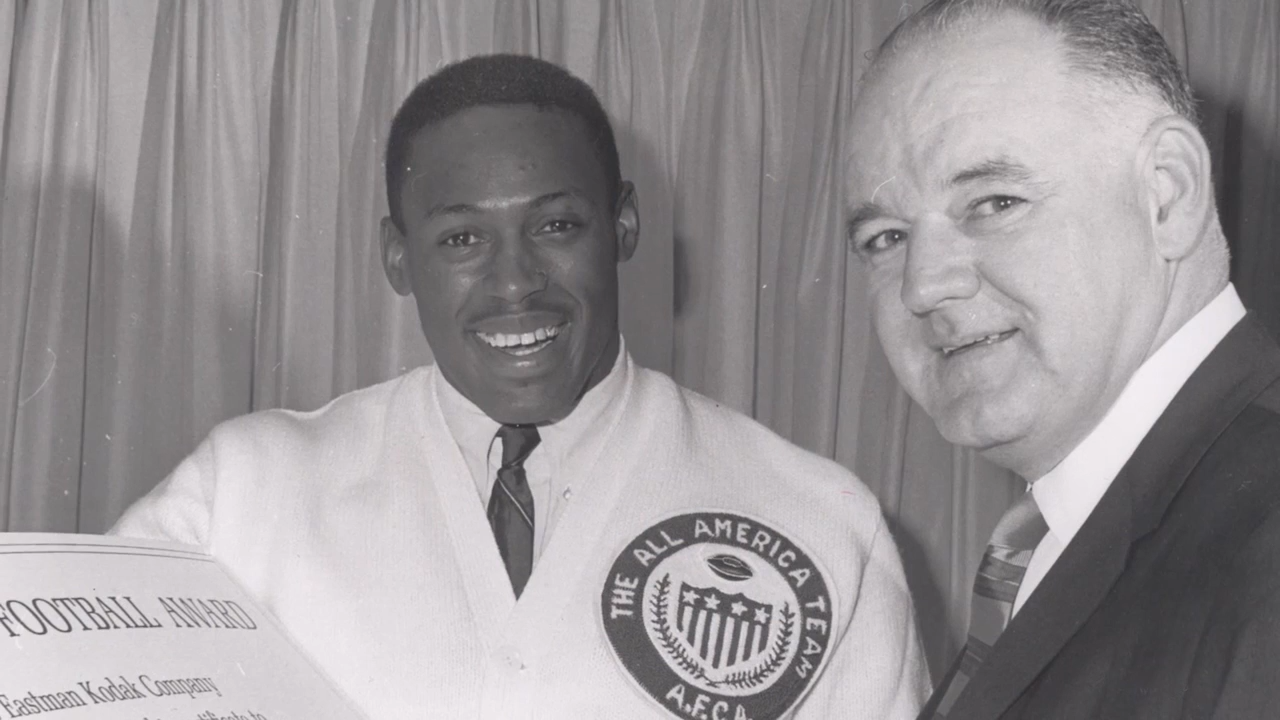 FOOTBALL AWARD
Eastman Kodak Company
THE ALL AMERICA TEAM
A.F.C.A.